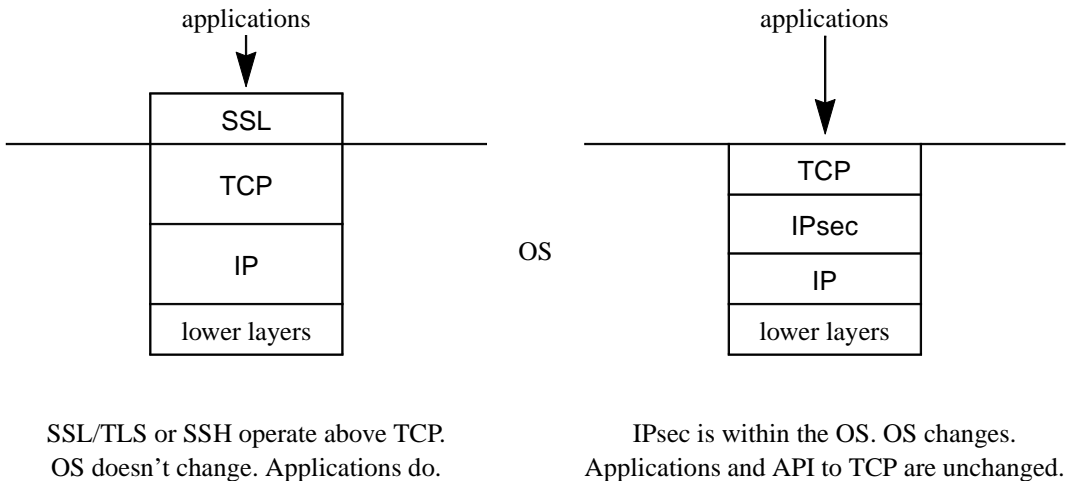 applications
SSL
TCP
IP
lower layers
SSL/TLS or SSH operate above TCP.
OS doesn't change. Applications do.
OS
applications
TCP
IPsec
IP
lower layers
IPsec is within the OS. OS changes.
Applications and API to TCP are unchanged.